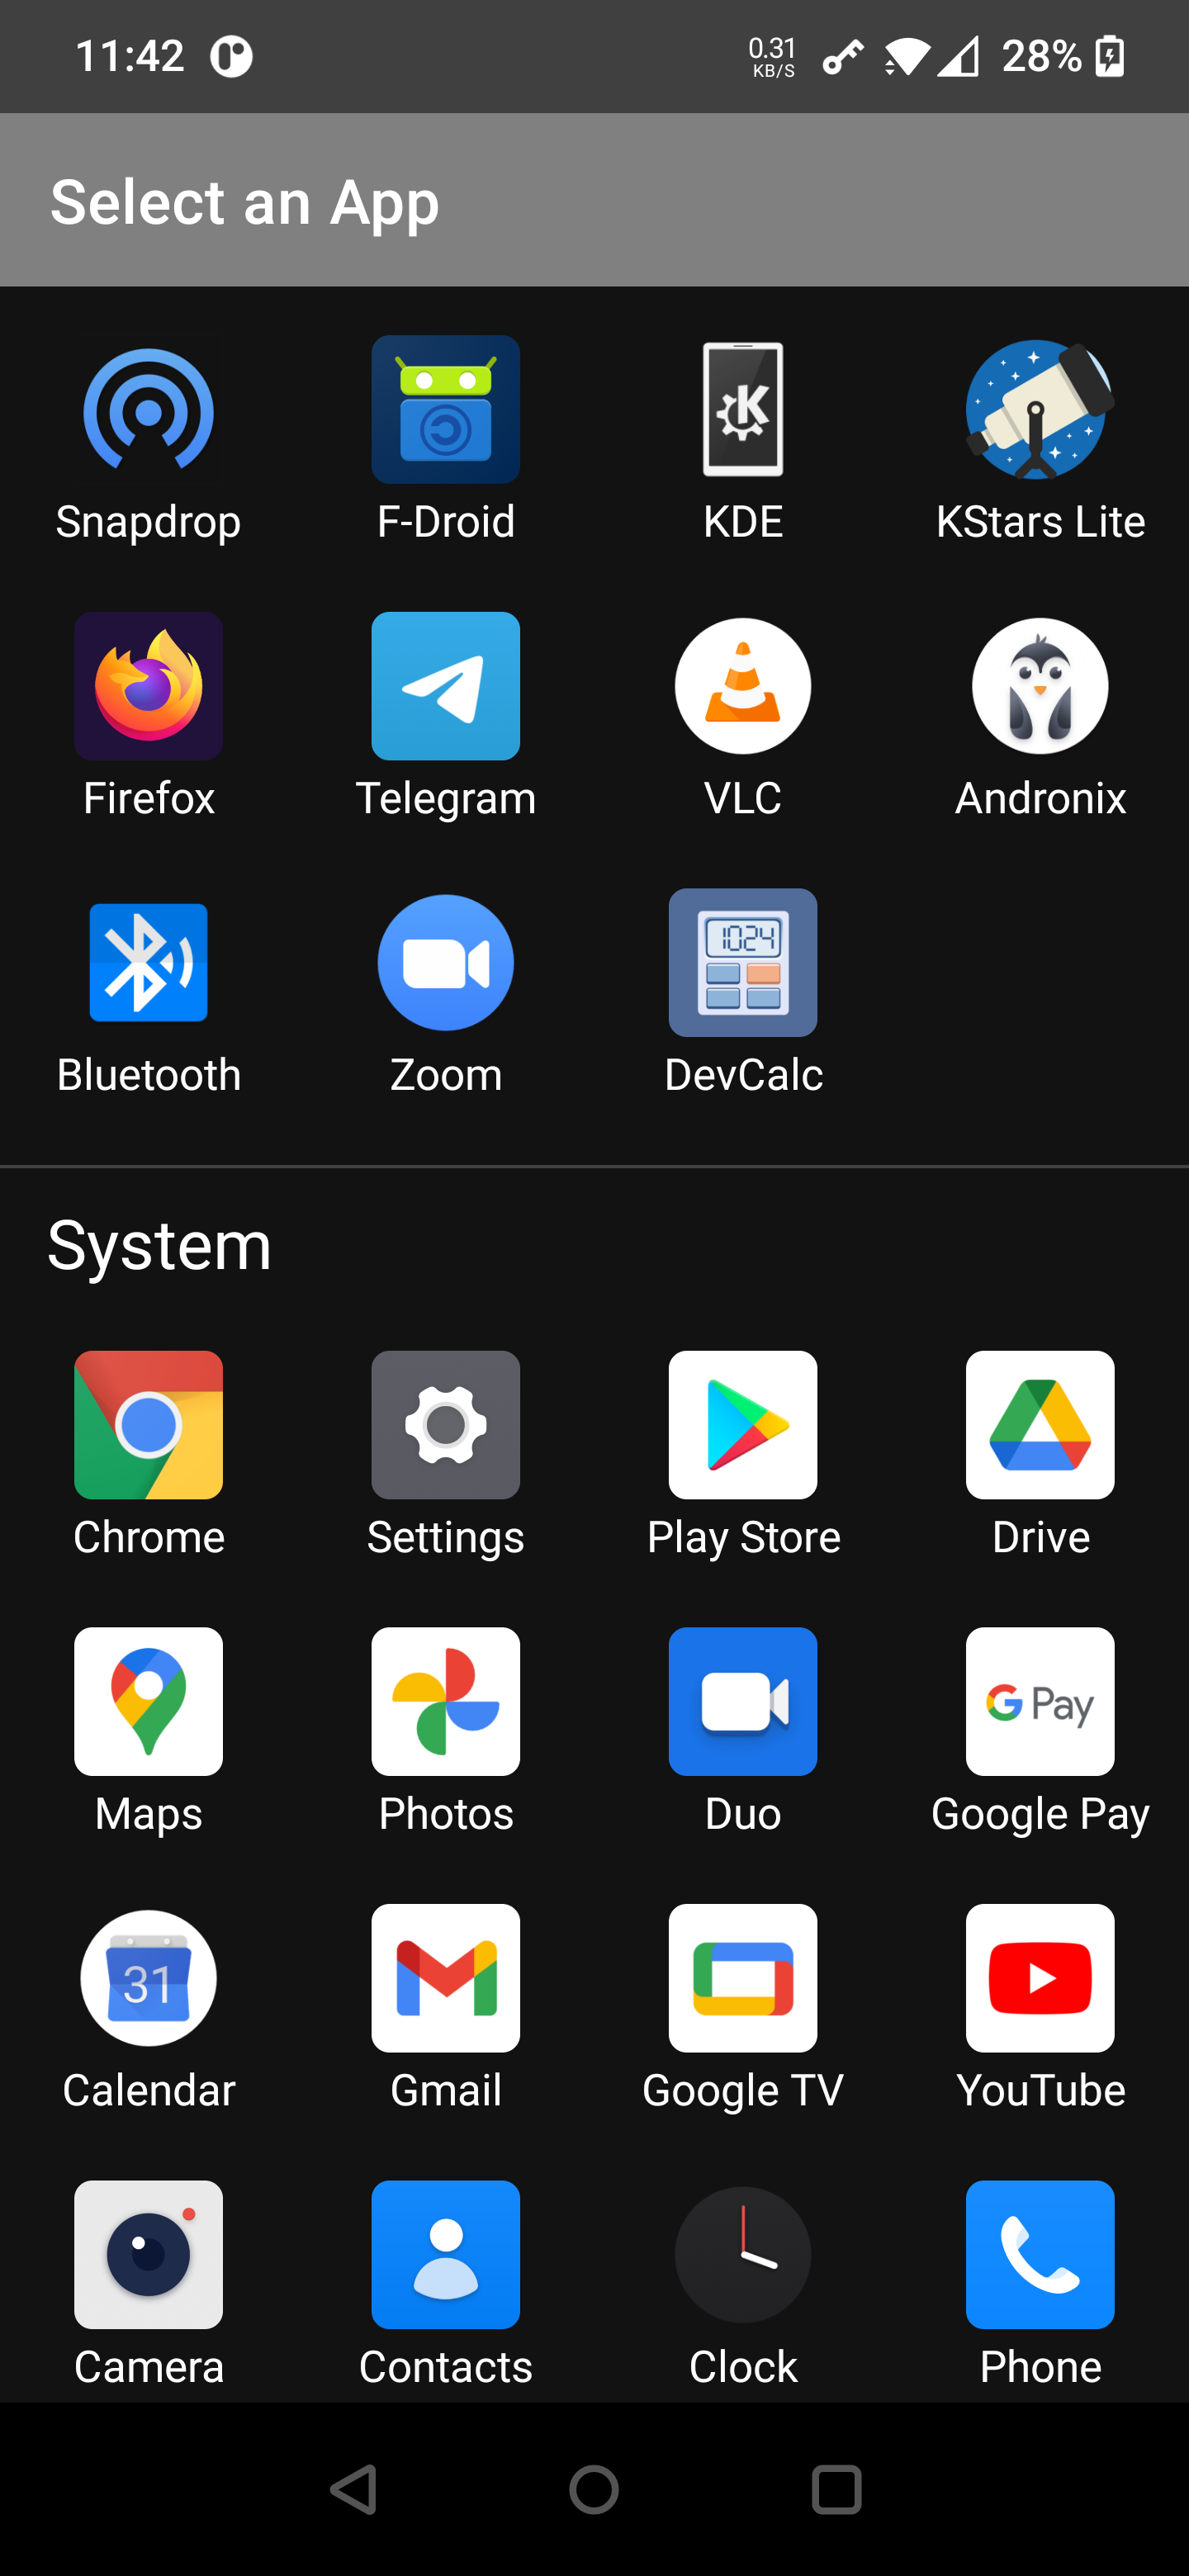 11:42 0.31 KB/S 28%
Select an App
Snapdrop F-Droid KDE KStars Lite
Firefox Telegram VLC Andronix
1024
Bluetooth Zoom DevCalc
System
Chrome Settings Play Store Drive
G Pay
Maps Photos Duo Google Pay
31
Calendar Gmail Google TV YouTube
Camera Contacts Clock Phone